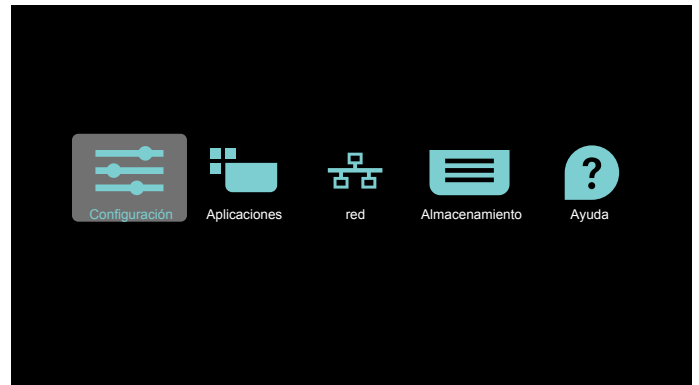 Configuración
Aplicaciones
red
Almacenamiento
Ayuda